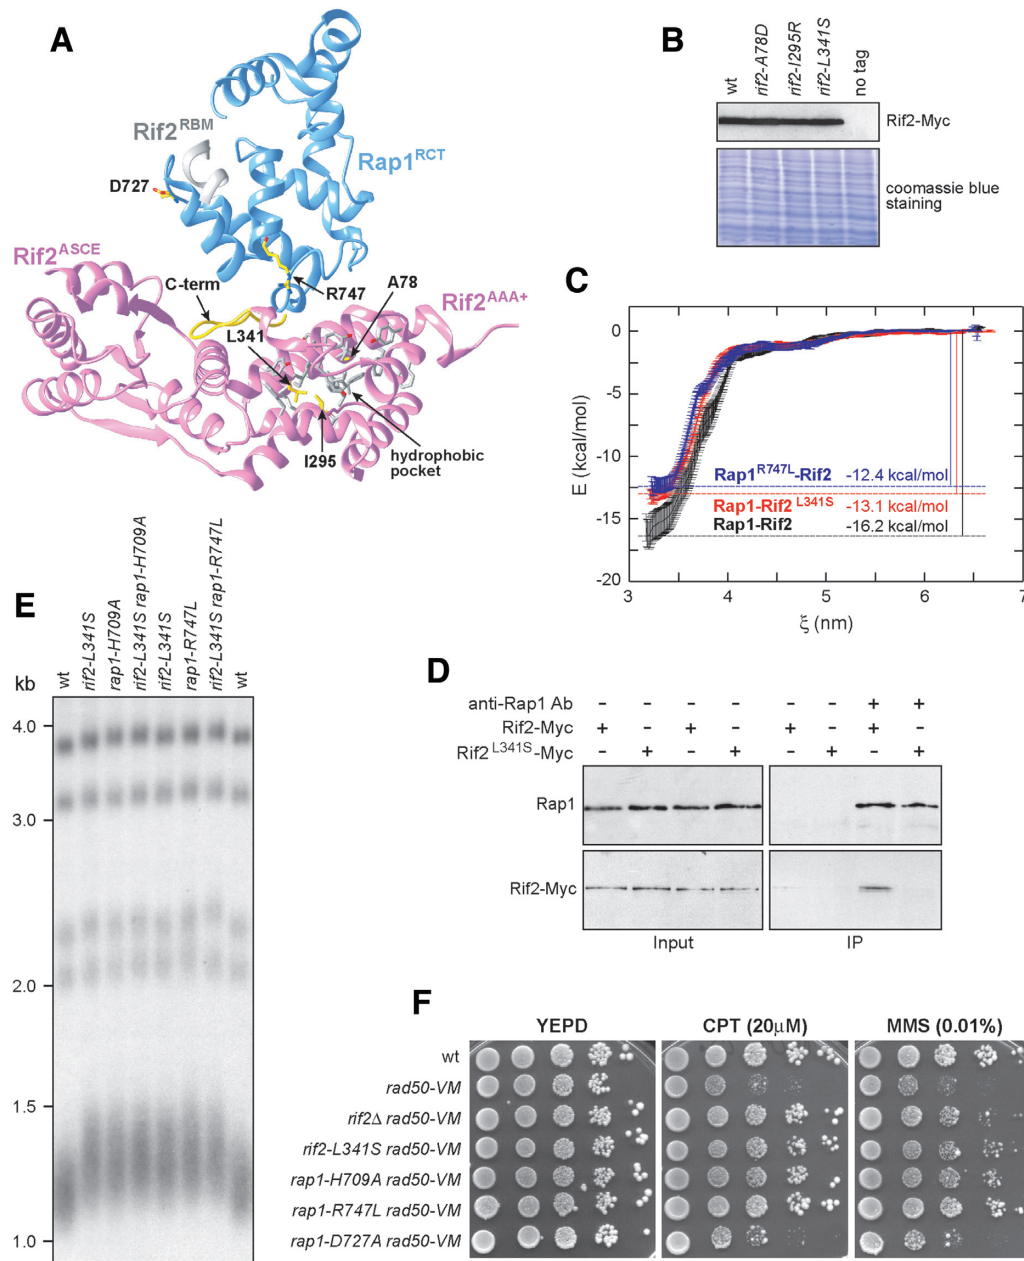 A
Rif2RBM
Rap1RCT
D727
Rif2ASCE
C-term
R747
A78
Rif2AAA+
L341
I295
hydrophobic
pocket
B
wt
rif2-A78D
rif2-I295R
rif2-L341S
no tag
Rif2-Myc
coomassie blue
staining
C
E (kcal/mol)
0
-5
-10
-15
-20
Rap1R747L-Rif2 -12.4 kcal/mol
Rap1-Rif2 L341S -13.1 kcal/mol
Rap1-Rif2 -16.2 kcal/mol
3 4 5 6 7
ξ (nm)
D
anti-Rap1 Ab - - - - - - + +
Rif2-Myc + - + - + - + -
Rif2 L341S-Myc - + - + - + - +
Rap1
Rif2-Myc
Input IP
E
kb
wt
rif2-L341S
rap1-H709A
rif2-L341S rap1-H709A
rif2-L341S
rap1-R747L
rif2-L341S rap1-R747L
wt
4.0
3.0
2.0
1.5
1.0
F
YEPD CPT (20μM) MMS (0.01%)
wt
rad50-VM
rif2Δ rad50-VM
rif2-L341S rad50-VM
rap1-H709A rad50-VM
rap1-R747L rad50-VM
rap1-D727A rad50-VM